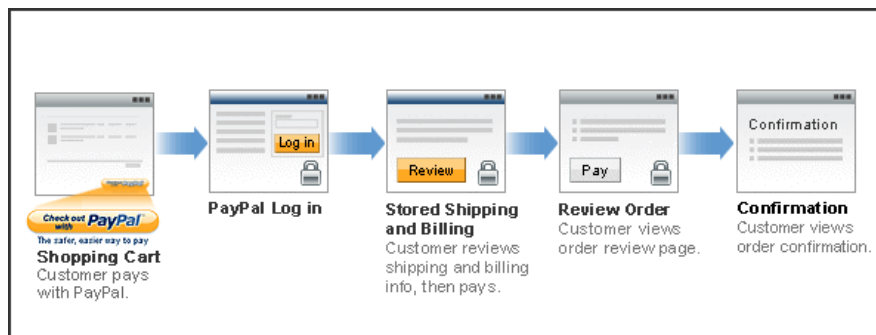 Check out with PayPal
The safer, easier way to pay
Shopping Cart
Customer pays
with PayPal.
Log in
PayPal Log in
Review
Stored Shipping
and Billing
Customer reviews
shipping and billing
info, then pays.
Pay
Review Order
Customer views
order review page.
Confirmation
Confirmation
Customer views
order confirmation.